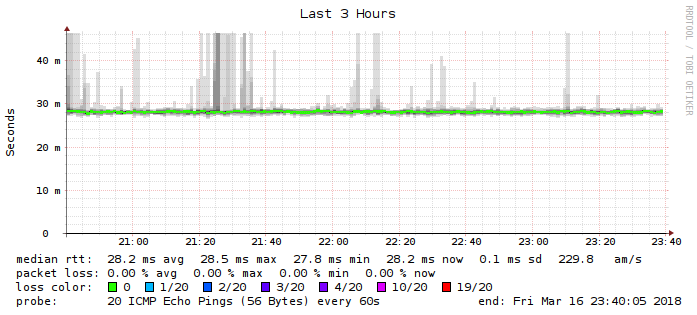 Last 3 Hours
RRDTOOL / TOBI OETIKER
Seconds
40 m
30 m
20 m
10 m
0
21:00 21:20 21:40 22:00 22:20 22:40 23:00 23:20 23:40
median rtt: 28.2 ms avg 28.5 ms max 27.8 ms min 28.2 ms now 0.1 ms sd 229.8 am/s
packet loss: 0.00 % avg 0.00 % max 0.00 % min 0.00 % now
loss color: 0 1/20 2/20 3/20 4/20 10/20 19/20
probe: 20 ICMP Echo Pings (56 Bytes) every 60s end: Fri Mar 16 23:40:05 2018